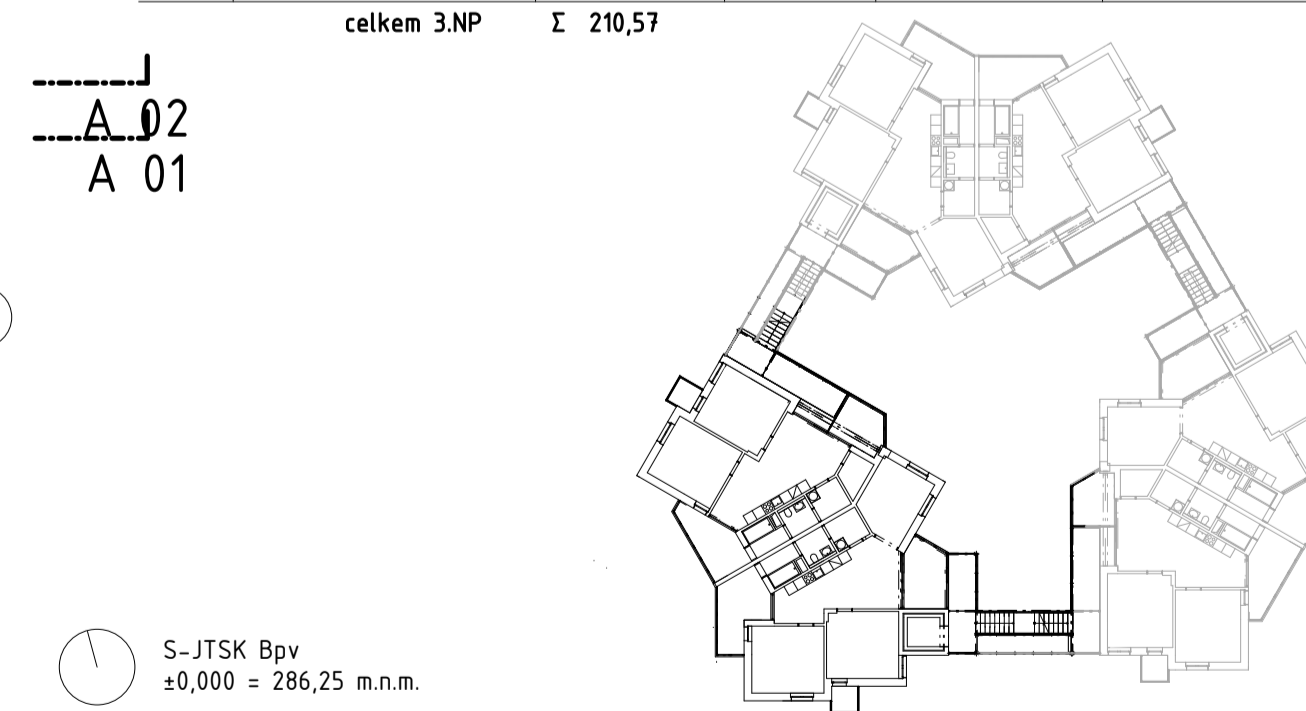 celkem 3.NP Σ 210,57
A 02
A 01
S-JTSK Bpv
±0,000 = 286,25 m.n.m.